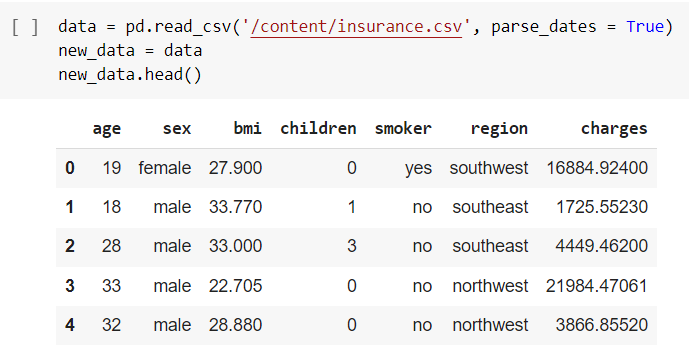 [ ] data = pd.read_csv('/content/insurance.csv', parse_dates = True)
new_data = data
new_data.head()
age sex bmi children smoker region charges
0 19 female 27.900 0 yes southwest 16884.92400
1 18 male 33.770 1 no southeast 1725.55230
2 28 male 33.000 3 no southeast 4449.46200
3 33 male 22.705 0 no northwest 21984.47061
4 32 male 28.880 0 no northwest 3866.85520